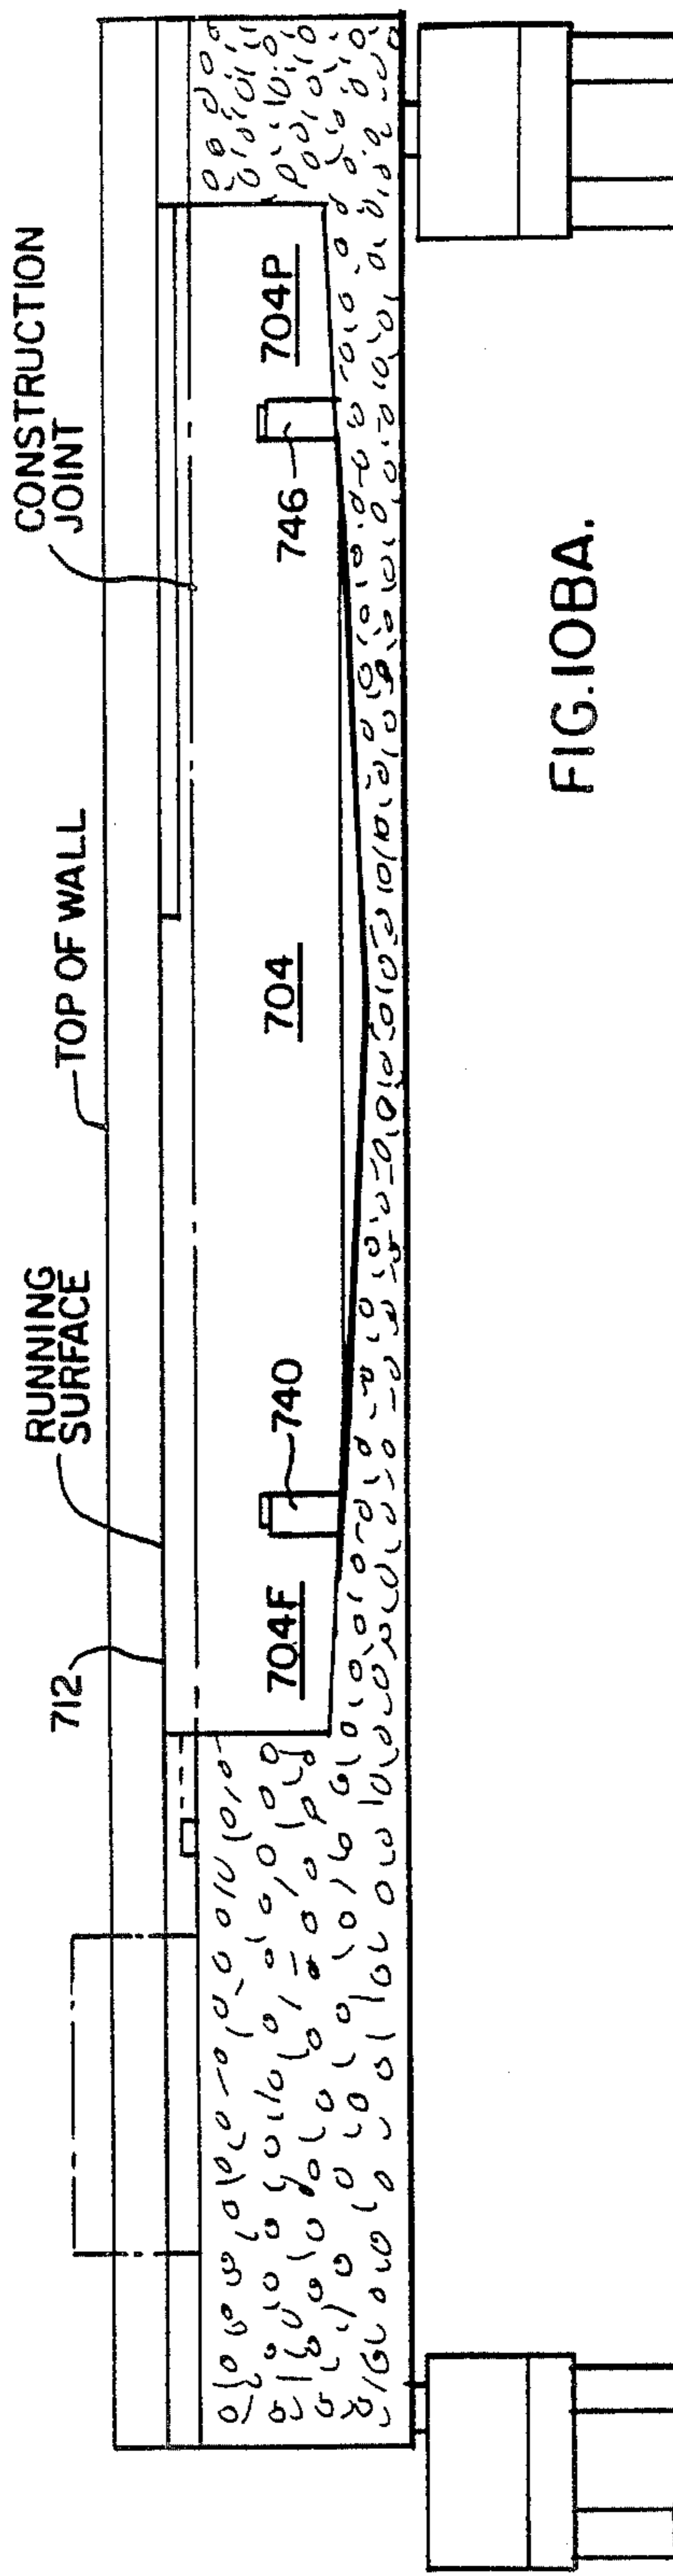 712
RUNNING
SURFACE
TOP OF WALL
CONSTRUCTION
JOINT
704F
740
704
746
704P
FIG.10BA.